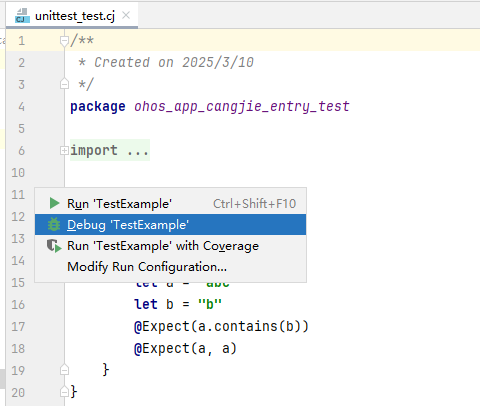 unittest_test.cj
1 /**
2 * Created on 2025/3/10
3 */
4 package ohos_app_cangjie_entry_test
5
6 import ...
10
11 Run 'TestExample' Ctrl+Shift+F10
12 Debug 'TestExample'
13 Run 'TestExample' with Coverage
14 Modify Run Configuration...
15 let a = "abc"
16 let b = "b"
17 @Expect(a.contains(b))
18 @Expect(a, a)
19 }
20 }